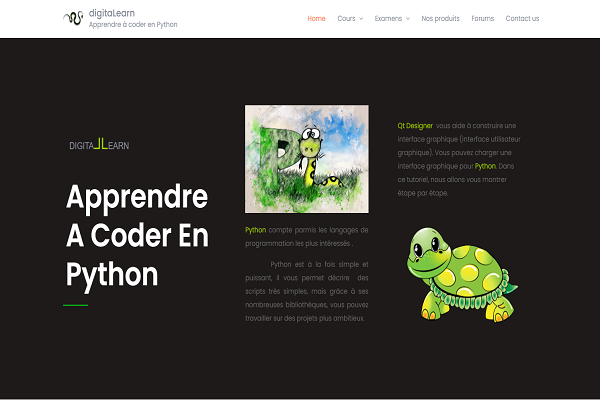 digitaLearn
Apprendre à coder en Python
Home Cours Examens Nos produits Forums Contact us
DIGITALLEARN
Apprendre
A Coder En
Python
Python compte parmis les langages de
programmation les plus intéréssés .
Python est à la fois simple et
puissant, il vous permet décrire des
scripts très simples, mais grâce à ses
nombreuses bibliothèques, vous pouvez
travailler sur des projets plus ambitieux.
Qt Designer vous aide à construire une
interface graphique (interface utilisateur
graphique). Vous pouvez charger une
interface graphique pour Python. Dans
ce tutoriel, nous allons vous montrer
étape par étape.